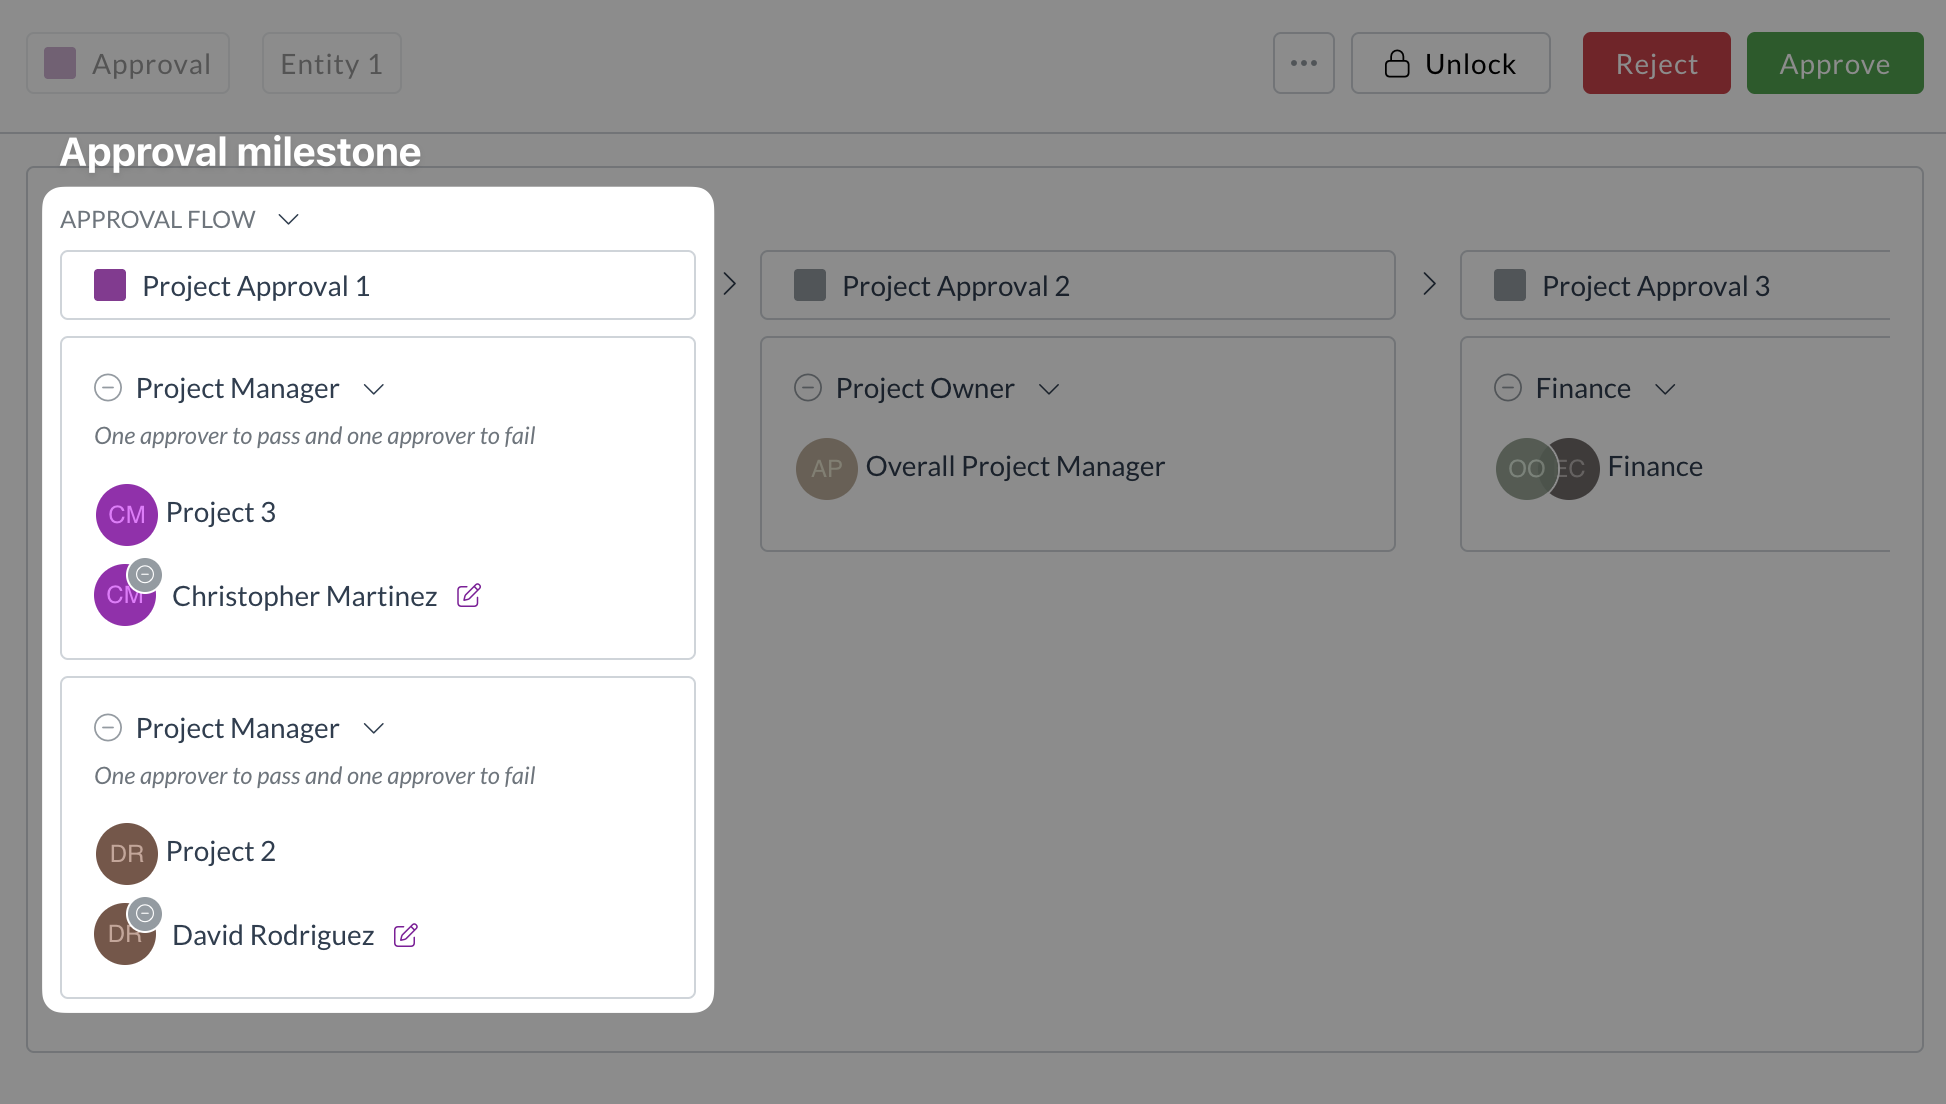 Approval
Entity 1
Unlock
Reject
Approve
Approval milestone
APPROVAL FLOW
Project Approval 1
Project Manager
One approver to pass and one approver to fail
CM Project 3
CM Christopher Martinez
Project Manager
One approver to pass and one approver to fail
DR Project 2
DR David Rodriguez
Project Approval 2
Project Owner
AP Overall Project Manager
Project Approval 3
Finance
OO EC Finance